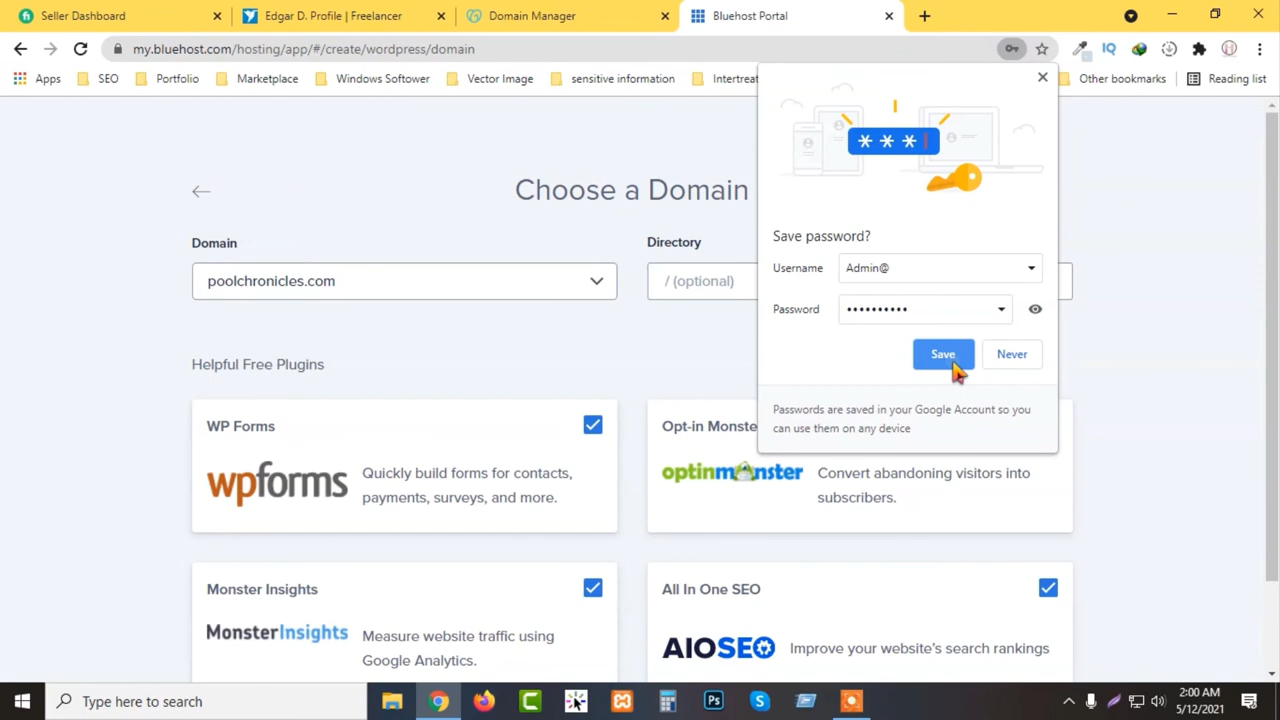 Seller Dashboard
Edgar D. Profile | Freelancer
Domain Manager
Bluehost Portal
my.bluehost.com/hosting/app/#/create/wordpress/domain
IQ
Apps
SEO
Portfolio
Marketplace
Windows Softower
Vector Image
sensitive information
Intertreat
Other bookmarks
Reading list
Choose a Domain
Domain
poolchronicles.com
Directory
/ (optional)
Save password?
Username
Admin@
Password
••••••••••
Save
Never
Passwords are saved in your Google Account so you
can use them on any device
Helpful Free Plugins
WP Forms
wpforms
Quickly build forms for contacts,
payments, surveys, and more.
Opt-in Monste
optinmonster
Convert abandoning visitors into
subscribers.
Monster Insights
MonsterInsights
Measure website traffic using
Google Analytics.
All In One SEO
AIOSEO
Improve your website's search rankings
Type here to search
Ps
2:00 AM
5/12/2021